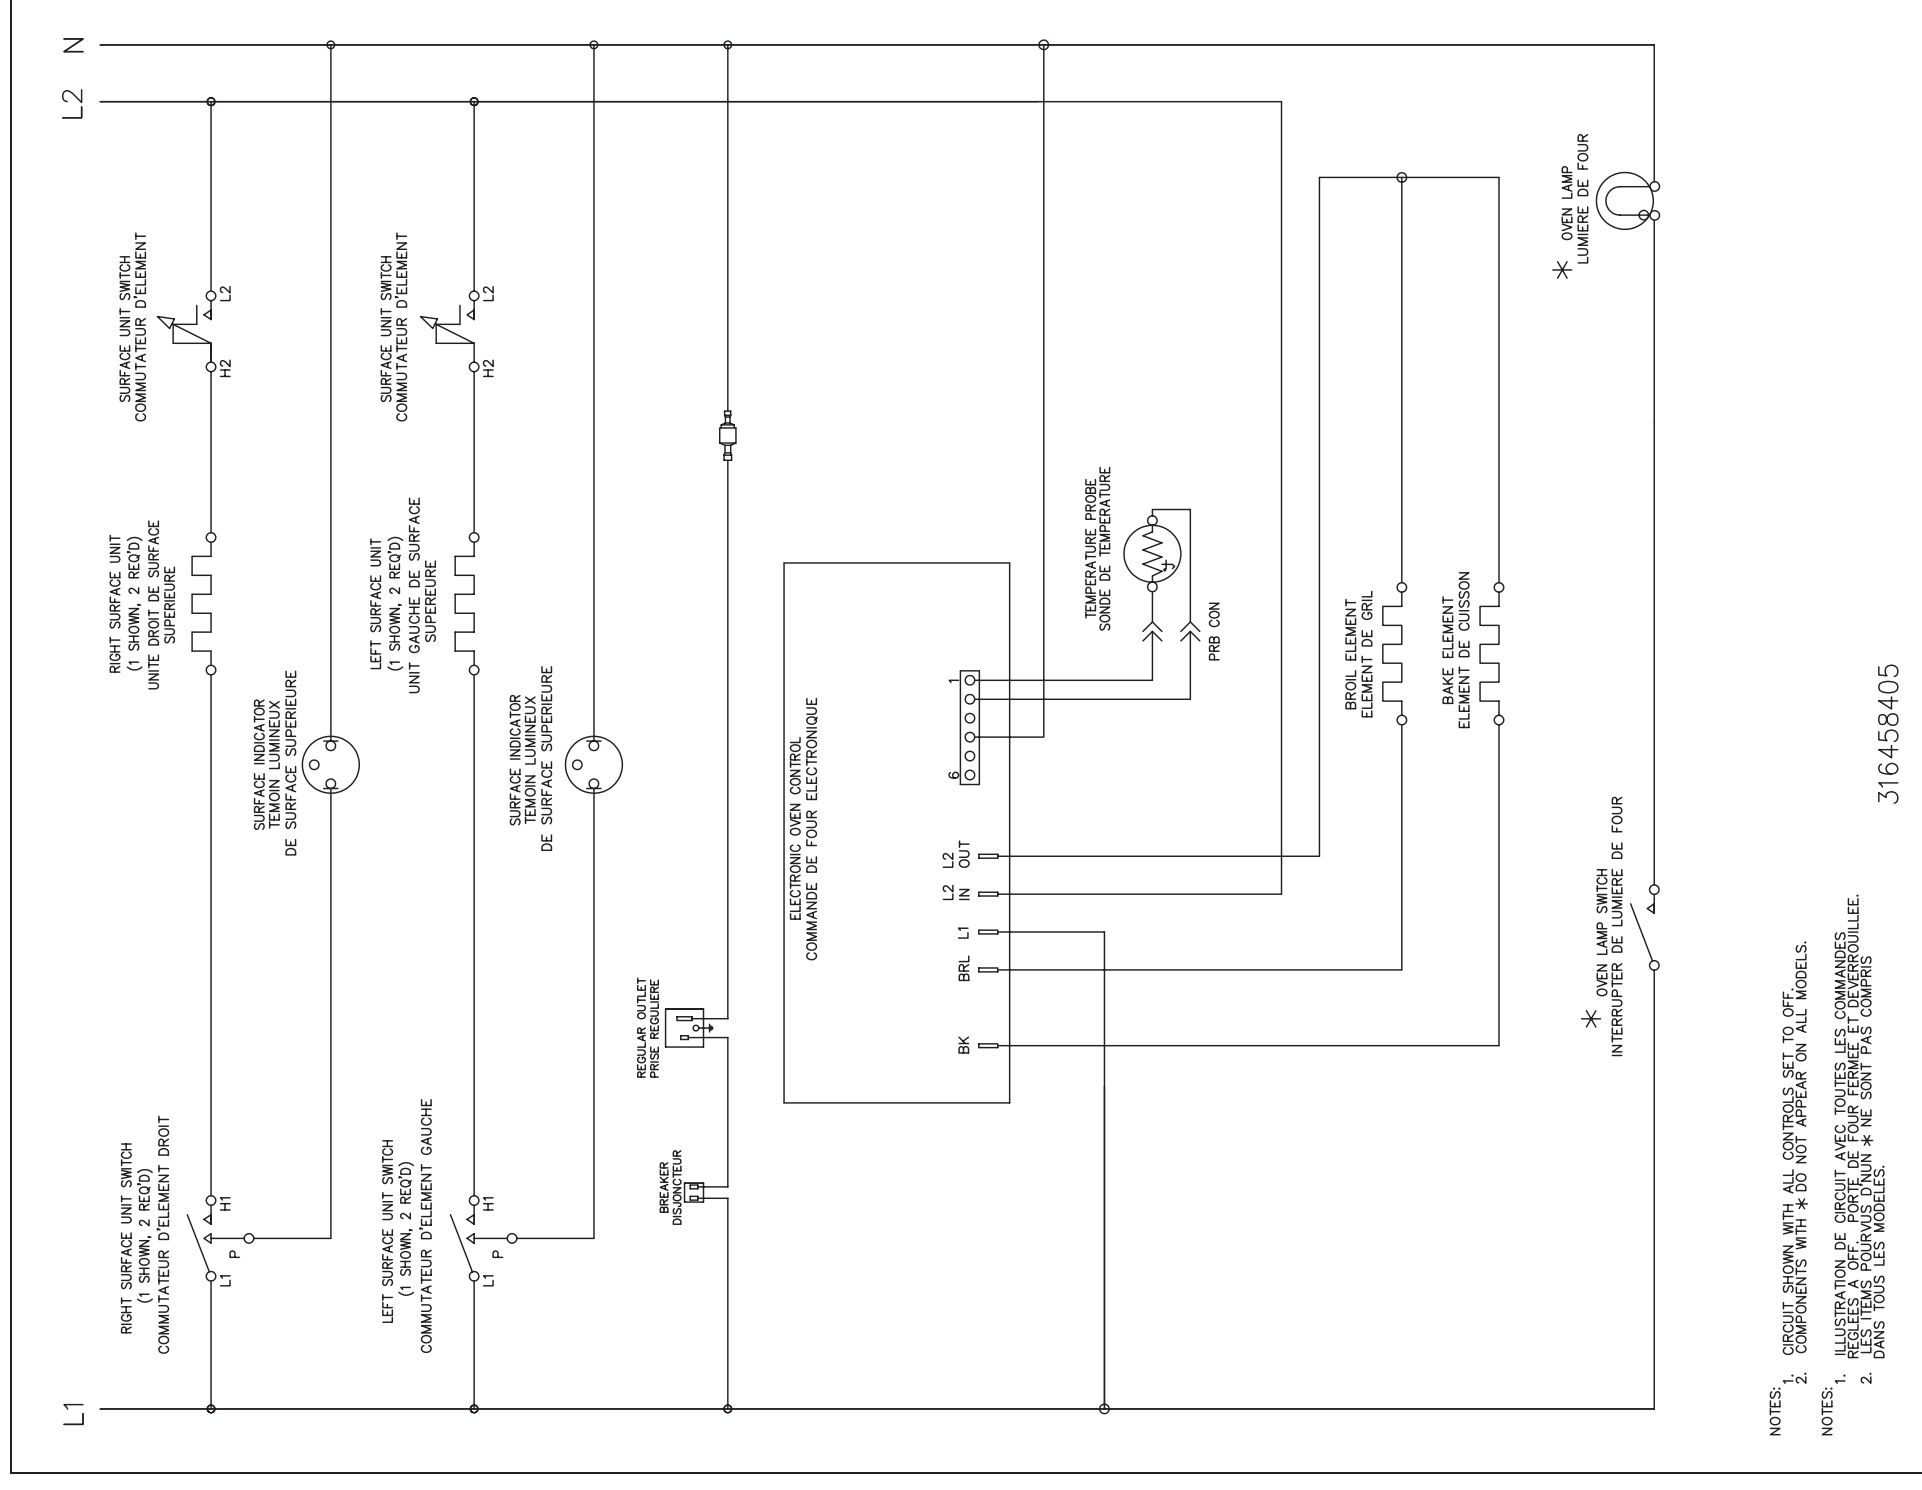 L1
L2
N
RIGHT SURFACE UNIT SWITCH
(1 SHOWN, 2 REQ'D)
COMMUTATEUR D'ELEMENT DROIT
L1
P
H1
RIGHT SURFACE UNIT
(1 SHOWN, 2 REQ'D)
UNITE DROIT DE SURFACE
SUPERIEURE
SURFACE UNIT SWITCH
COMMUTATEUR D'ELEMENT
H2
L2
SURFACE INDICATOR
TEMOIN LUMINEUX
DE SURFACE SUPERIEURE
LEFT SURFACE UNIT SWITCH
(1 SHOWN, 2 REQ'D)
COMMUTATEUR D'ELEMENT GAUCHE
L1
P
H1
LEFT SURFACE UNIT
(1 SHOWN, 2 REQ'D)
UNIT GAUCHE DE SURFACE
SUPEREURE
SURFACE UNIT SWITCH
COMMUTATEUR D'ELEMENT
H2
L2
SURFACE INDICATOR
TEMOIN LUMINEUX
DE SURFACE SUPERIEURE
BREAKER
DISJONCTEUR
REGULAR OUTLET
PRISE REGULIERE
ELECTRONIC OVEN CONTROL
COMMANDE DE FOUR ELECTRONIQUE
BK
BRL
L1
L2
IN
L2
OUT
6
1
TEMPERATURE PROBE
SONDE DE TEMPERATURE
PRB CON
BROIL ELEMENT
ELEMENT DE GRIL
BAKE ELEMENT
ELEMENT DE CUISSON
* OVEN LAMP SWITCH
INTERRUPTER DE LUMIERE DE FOUR
* OVEN LAMP
LUMIERE DE FOUR
NOTES:
1. CIRCUIT SHOWN WITH ALL CONTROLS SET TO OFF.
2. COMPONENTS WITH * DO NOT APPEAR ON ALL MODELS.
NOTES:
1. ILLUSTRATION DE CIRCUIT AVEC TOUTES LES COMMANDES
REGLEES A OFF. PORTE DE FOUR FERMEE ET DEVERROUILLEE.
2. LES ITEMS POURVUS D'NUN * NE SONT PAS COMPRIS
DANS TOUS LES MODELES.
316458405